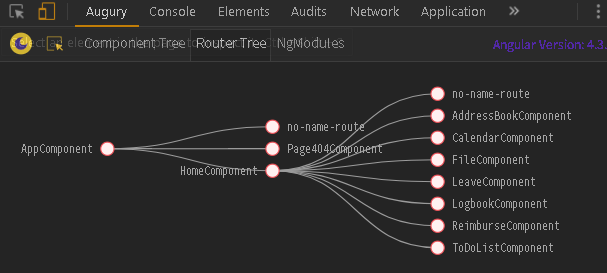 Augury Console Elements Audits Network Application »
Component Tree Router Tree NgModules Angular Version: 4.3.
no-name-route
AddressBookComponent
no-name-route CalendarComponent
AppComponent Page404Component FileComponent
HomeComponent LeaveComponent
LogbookComponent
ReimburseComponent
ToDoListComponent